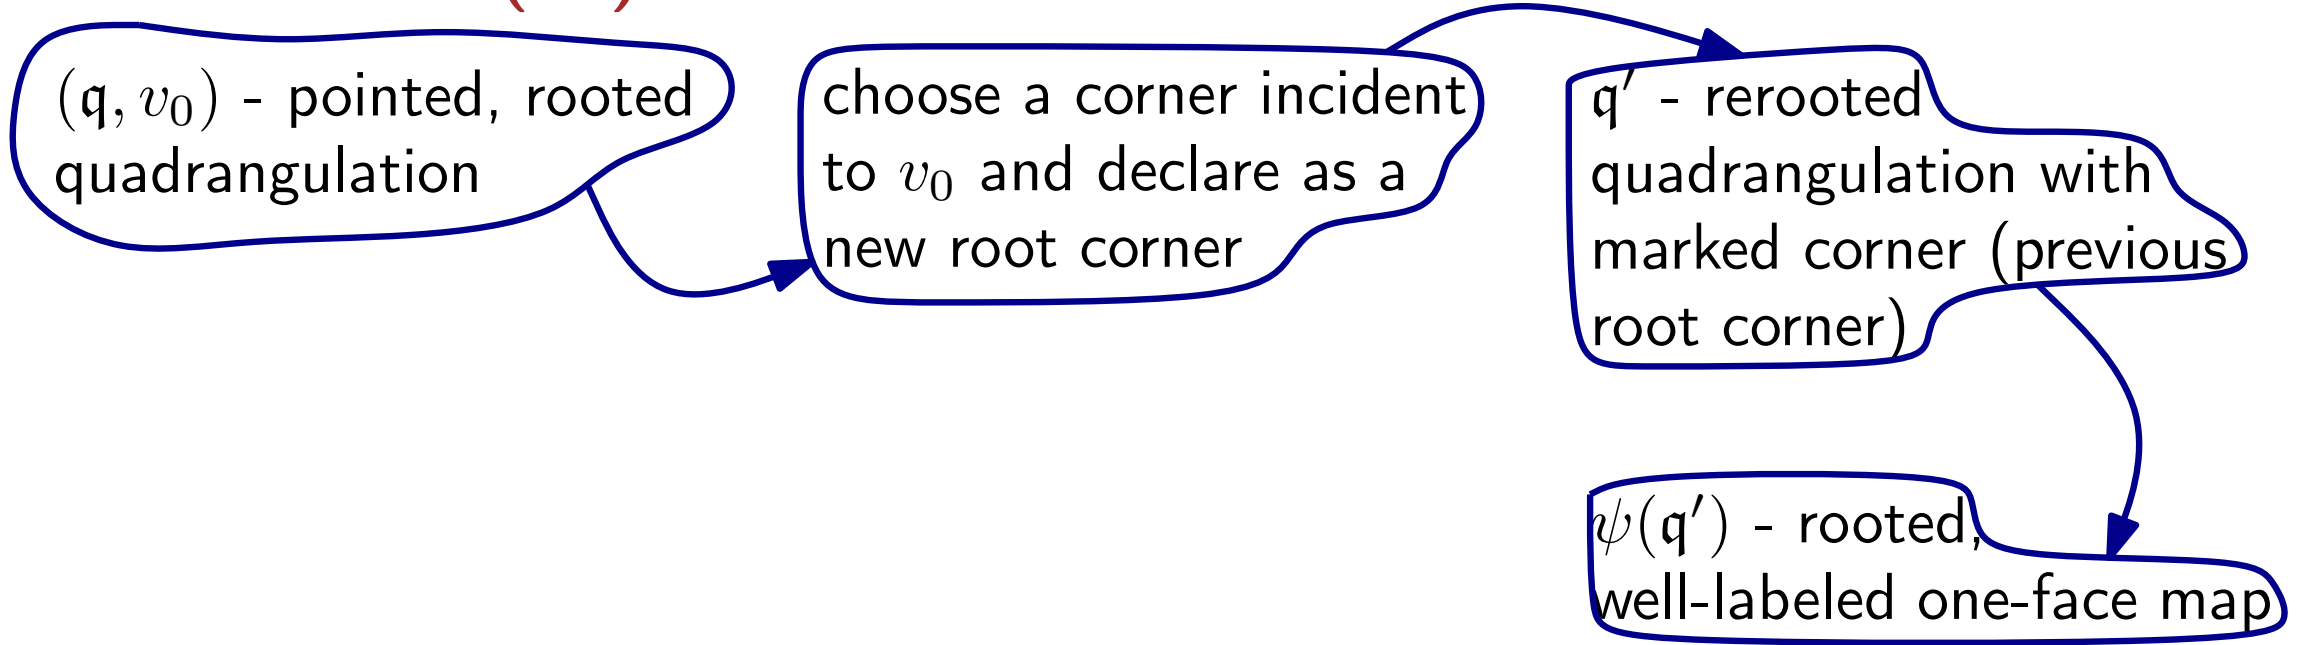 (𝔮, v₀) - pointed, rooted
quadrangulation
choose a corner incident
to v₀ and declare as a
new root corner
𝔮′ - rerooted
quadrangulation with
marked corner (previous
root corner)
ψ(𝔮′) - rooted,
well-labeled one-face map